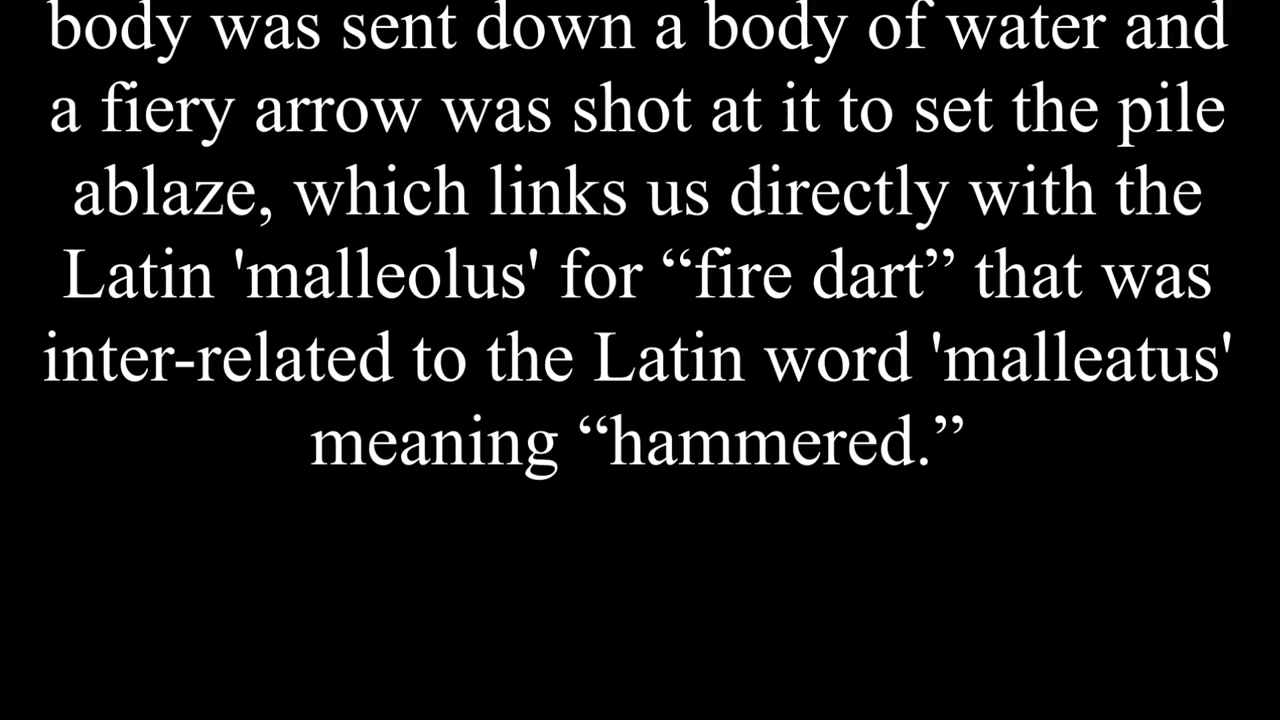 body was sent down a body of water and
a fiery arrow was shot at it to set the pile
ablaze, which links us directly with the
Latin 'malleolus' for “fire dart” that was
inter-related to the Latin word 'malleatus'
meaning “hammered.”